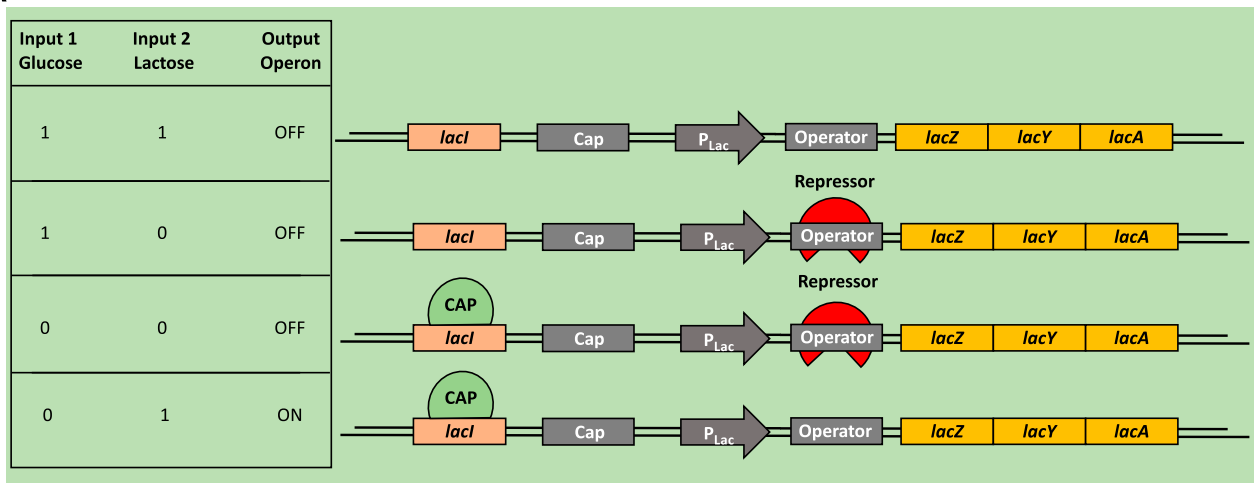 Input 1 Input 2 Output
Glucose Lactose Operon
1 1 OFF
lacI Cap PLac Operator lacZ lacY lacA
Repressor
1 0 OFF
lacI Cap PLac Operator lacZ lacY lacA
Repressor
CAP
0 0 OFF
lacI Cap PLac Operator lacZ lacY lacA
CAP
0 1 ON
lacI Cap PLac Operator lacZ lacY lacA